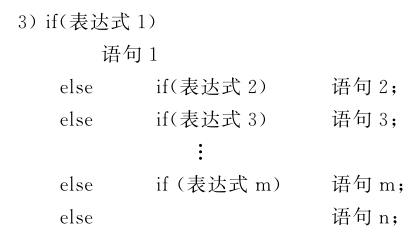 3) if(表达式 1)
语句 1
else if(表达式 2) 语句 2;
else if(表达式 3) 语句 3;
⋮
else if (表达式 m) 语句 m;
else 语句 n;